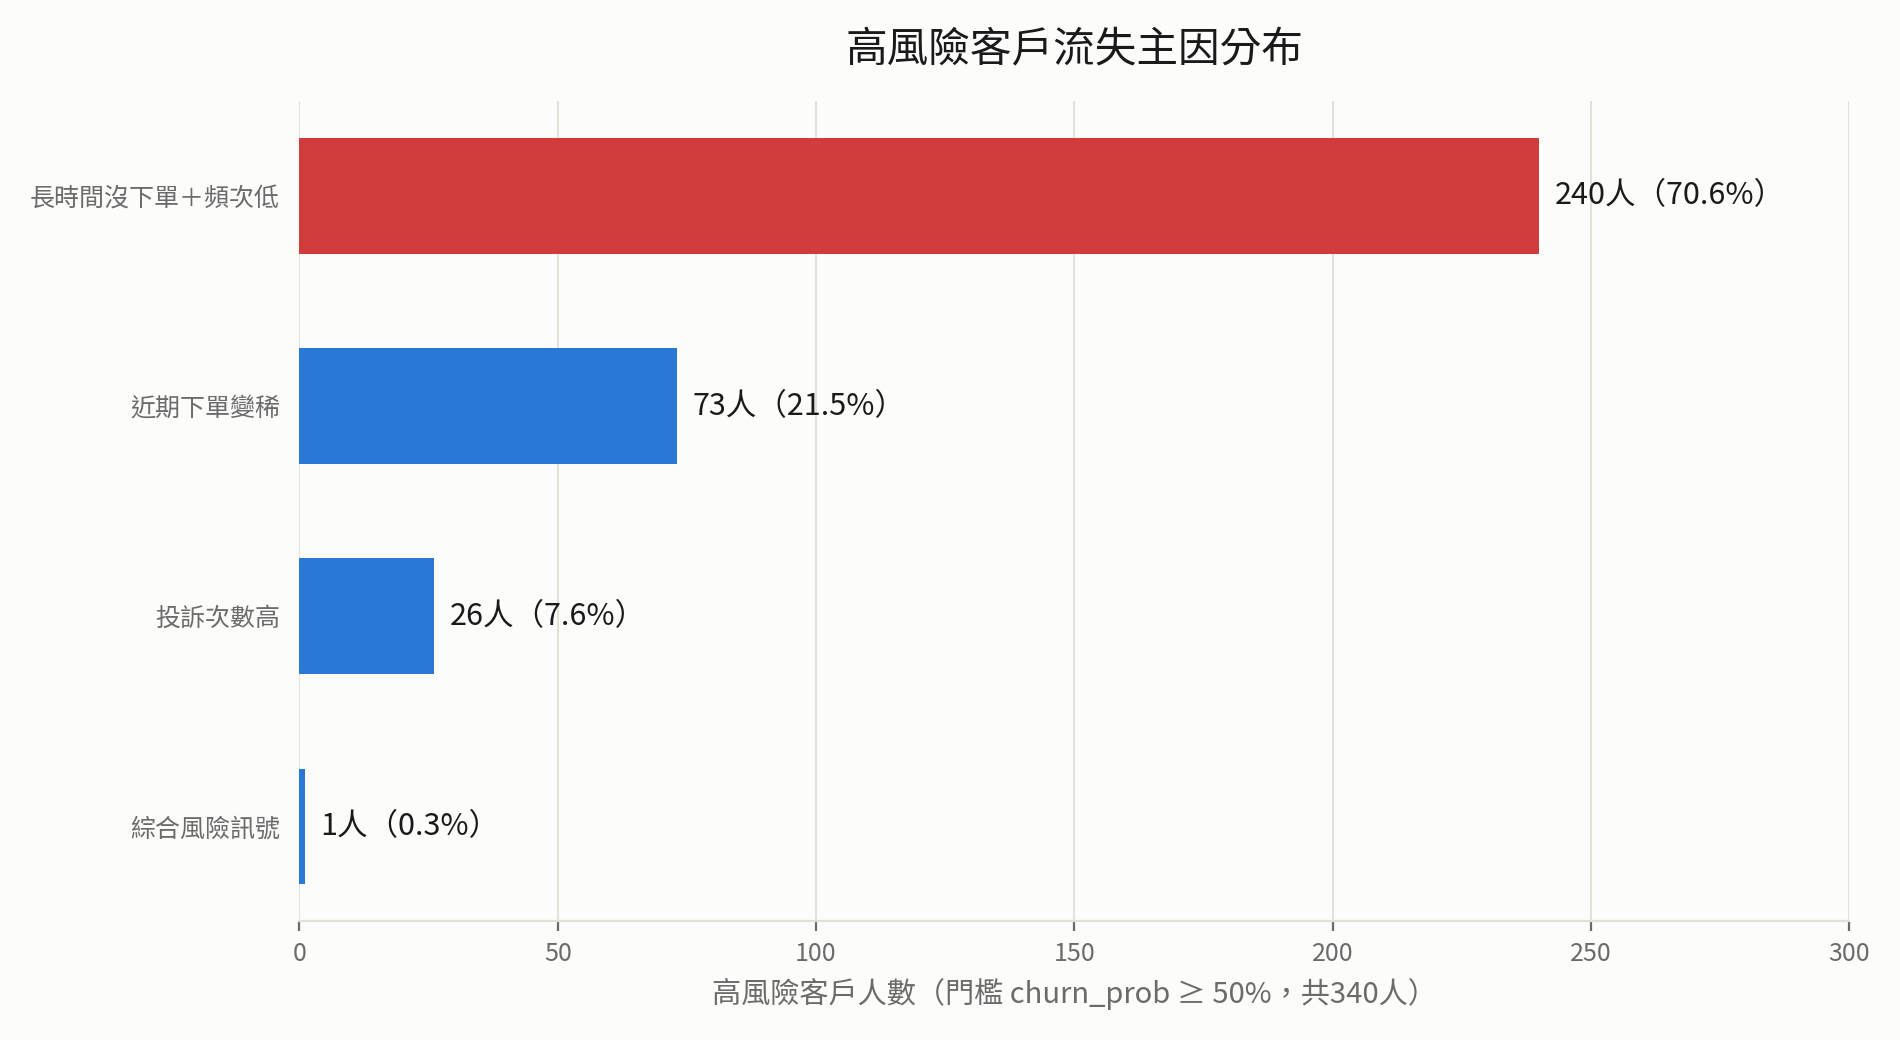 高風險客戶流失主因分布
長時間沒下單＋頻次低
240人（70.6%）
近期下單變稀
73人（21.5%）
投訴次數高
26人（7.6%）
綜合風險訊號
1人（0.3%）
0 50 100 150 200 250 300
高風險客戶人數（門檻 churn_prob ≥ 50%，共340人）